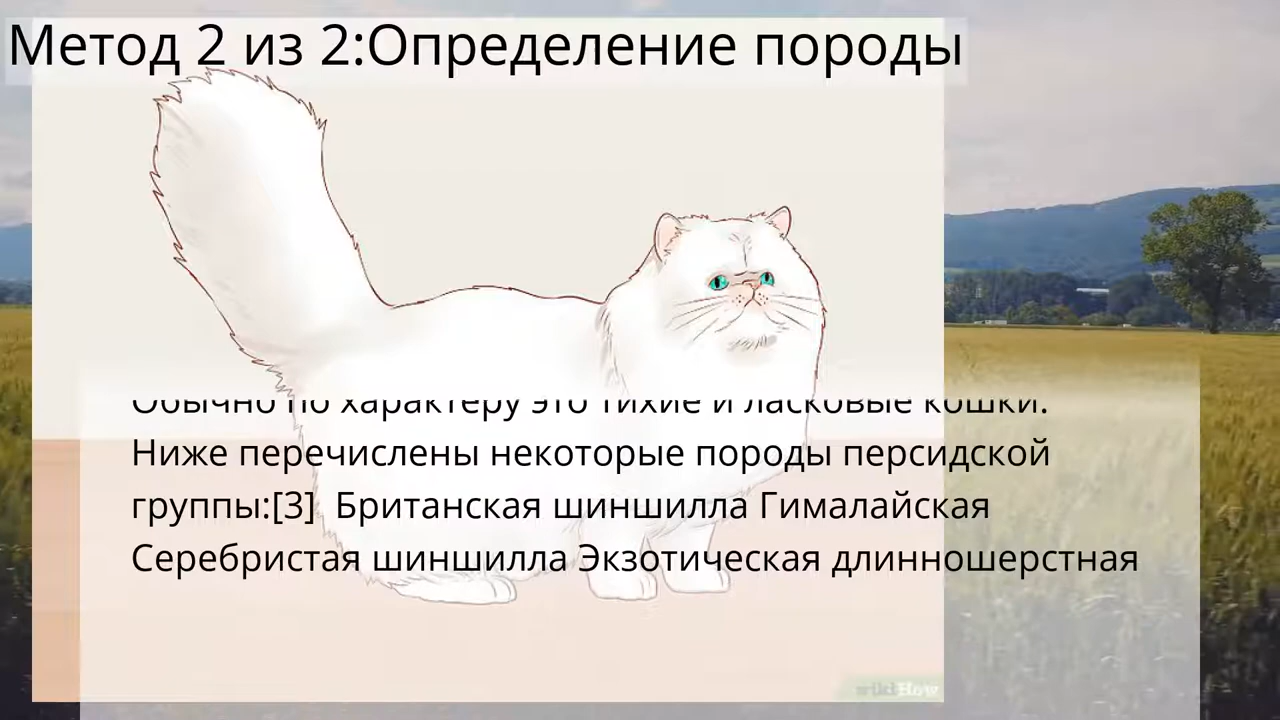 Метод 2 из 2:Определение породы
Обычно по характеру это тихие и ласковые кошки.
Ниже перечислены некоторые породы персидской
группы:[3] Британская шиншилла Гималайская
Серебристая шиншилла Экзотическая длинношерстная
wikiHow